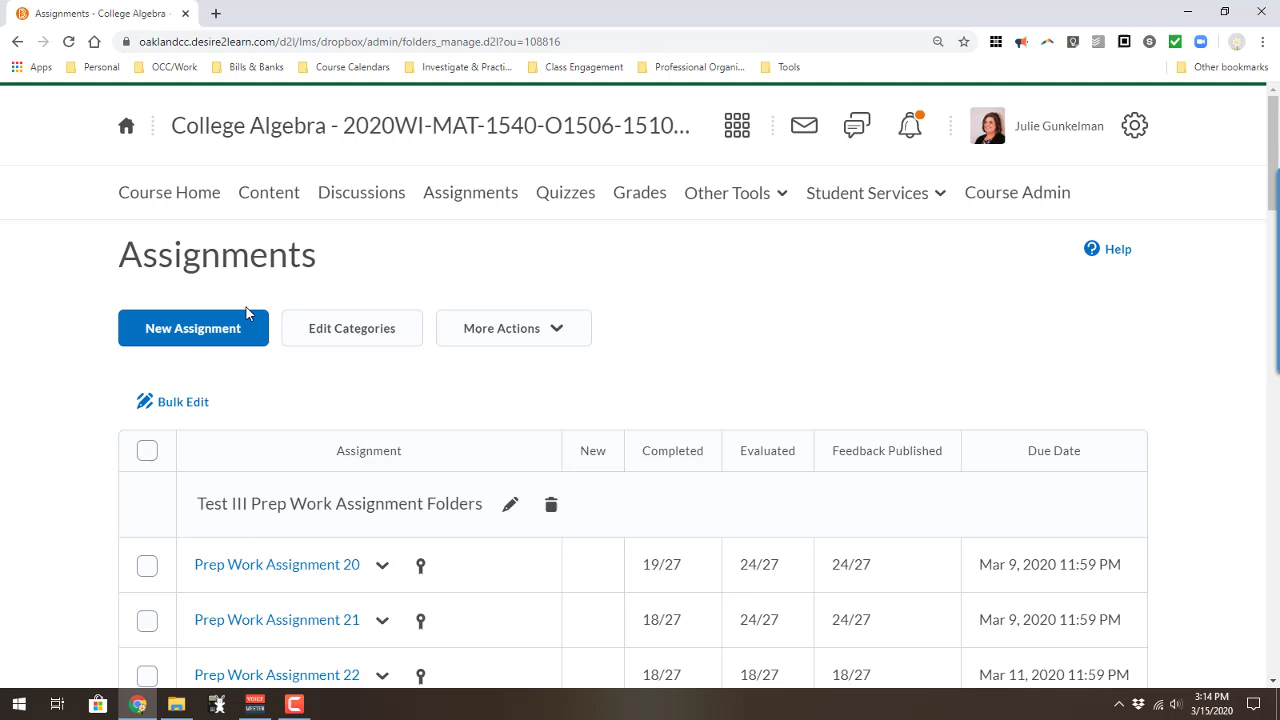 Assignments - College Algebra -
oaklandcc.desire2learn.com/d2l/lms/dropbox/admin/folders_manage.d2l?ou=108816
Apps Personal OCC/Work Bills & Banks Course Calendars Investigate & Practi... Class Engagement Professional Organi... Tools Other bookmarks
College Algebra - 2020WI-MAT-1540-O1506-1510... Julie Gunkelman
Course Home Content Discussions Assignments Quizzes Grades Other Tools Student Services Course Admin
Assignments
Help
New Assignment Edit Categories More Actions
Bulk Edit
Assignment New Completed Evaluated Feedback Published Due Date
Test III Prep Work Assignment Folders
Prep Work Assignment 20 19/27 24/27 24/27 Mar 9, 2020 11:59 PM
Prep Work Assignment 21 18/27 24/27 24/27 Mar 9, 2020 11:59 PM
Prep Work Assignment 22 18/27 18/27 18/27 Mar 11, 2020 11:59 PM
VOICE
MEETER
3:14 PM
3/15/2020